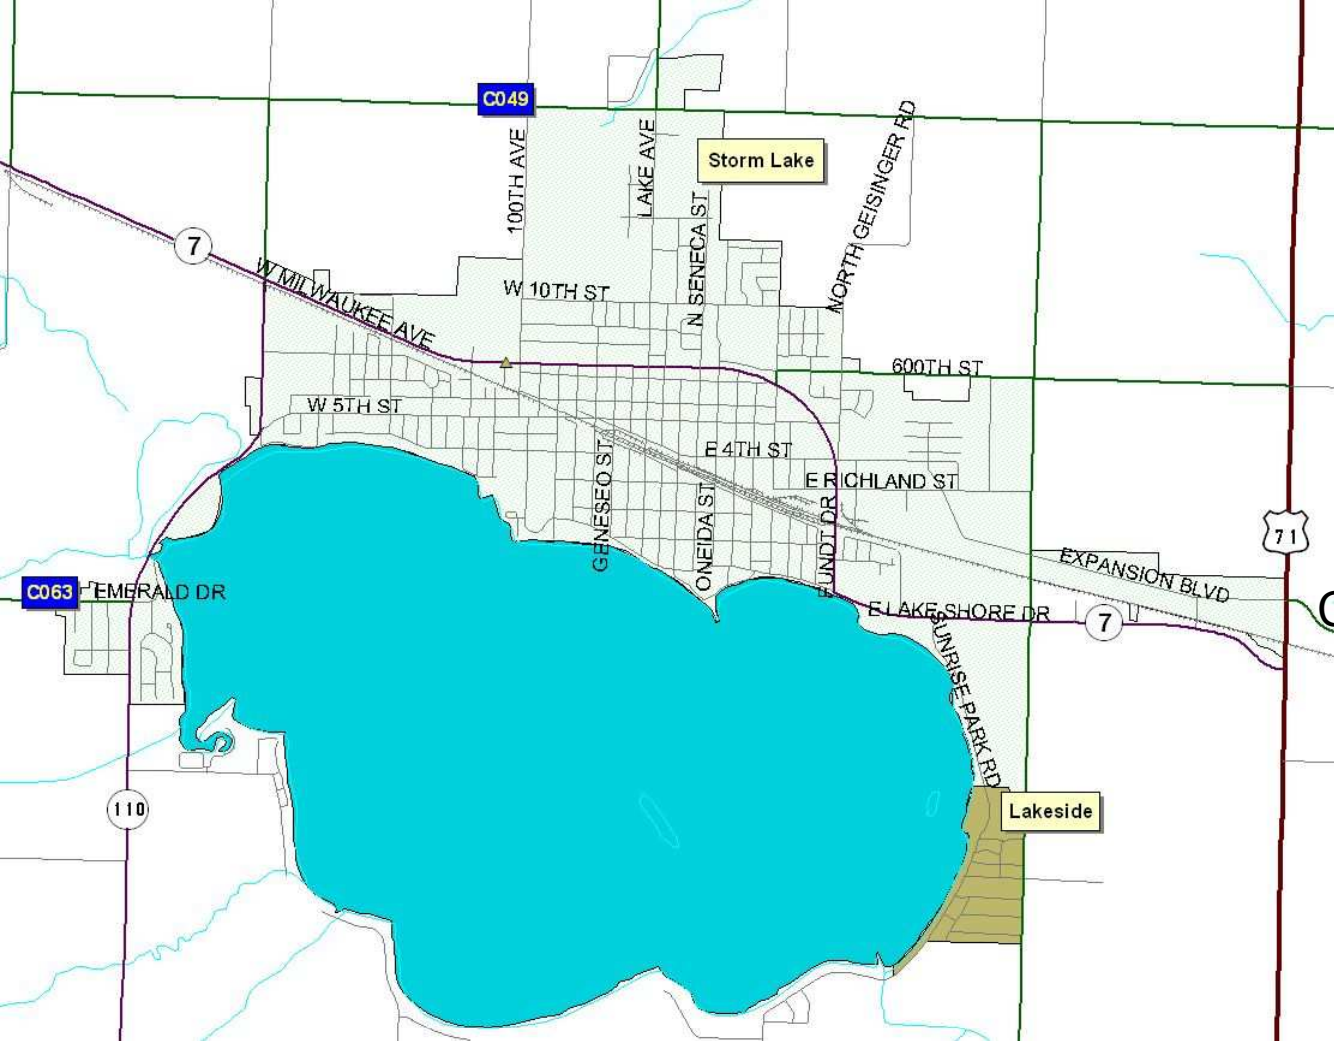 C049
100TH AVE
LAKE AVE
Storm Lake
NORTH GEISINGER RD
N SENECA ST
7
W MILWAUKEE AVE
W 10TH ST
600TH ST
W 5TH ST
E 4TH ST
E RICHLAND ST
GENESEO ST
ONEIDA ST
71
EXPANSION BLVD
C063
EMERALD DR
E LAKE SHORE DR
7
SUNRISE PARK RD
110
Lakeside